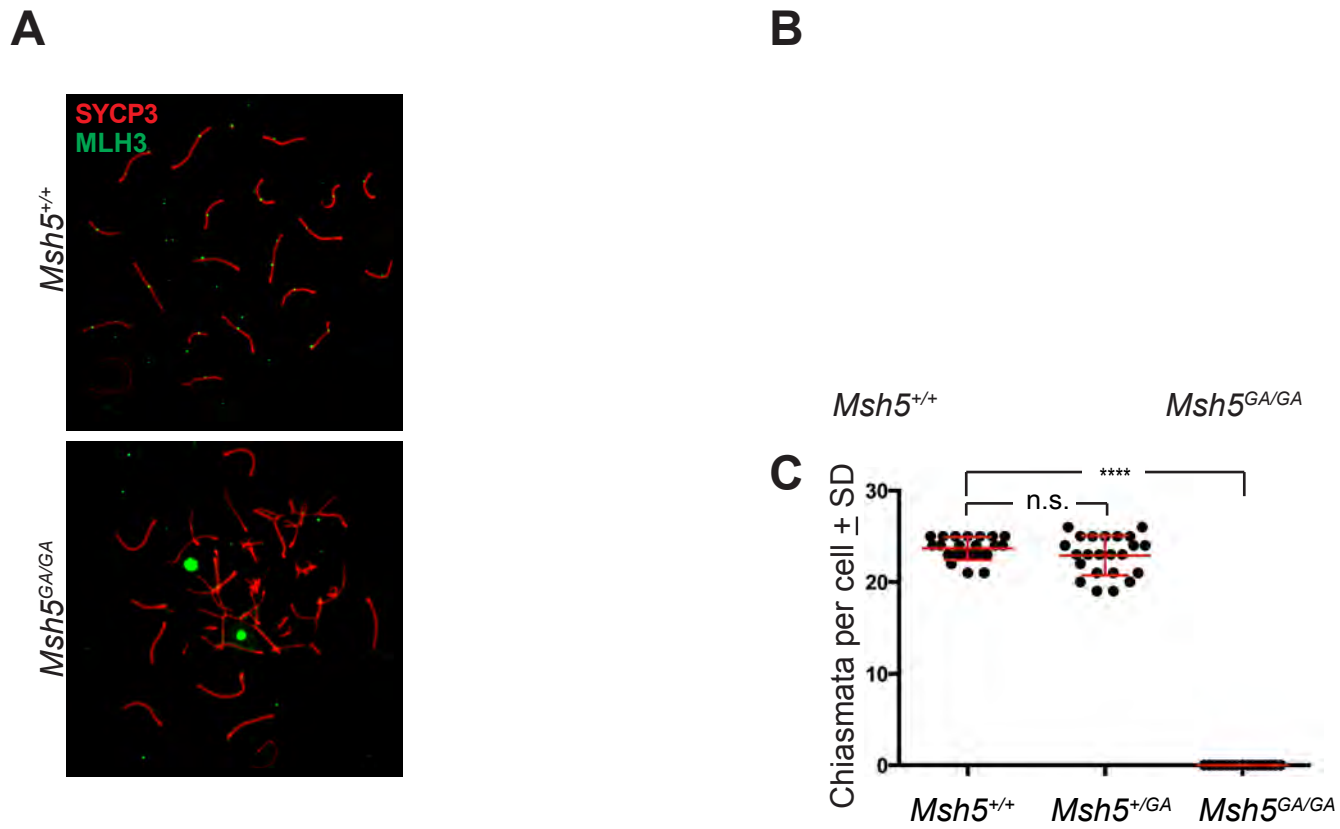 A
SYCP3
MLH3
Msh5+/+
Msh5GA/GA
B
Msh5+/+ Msh5GA/GA
C
Chiasmata per cell ± SD
****
n.s.
30
20
10
0
Msh5+/+ Msh5+/GA Msh5GA/GA